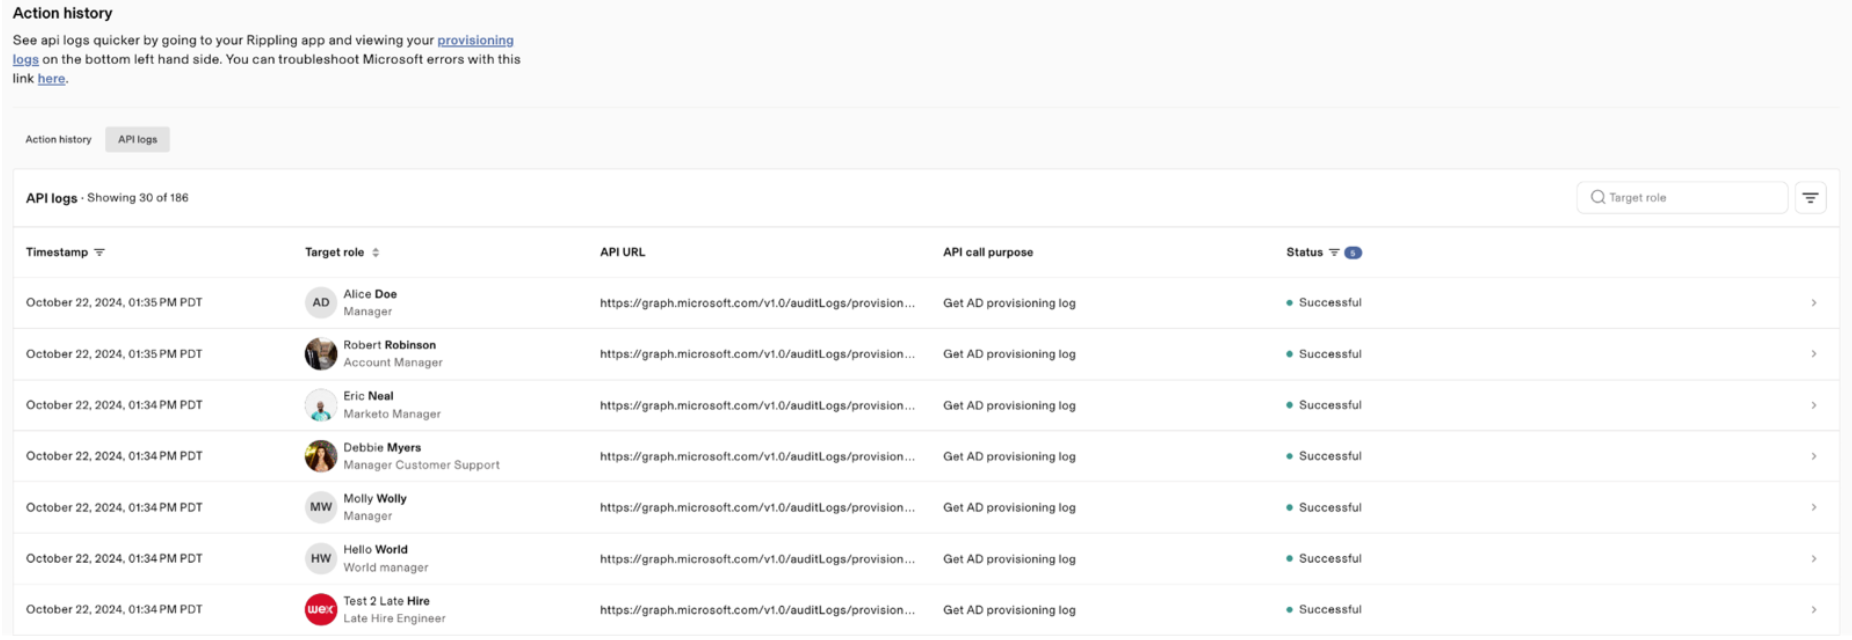 Action history
See api logs quicker by going to your Rippling app and viewing your provisioning
logs on the bottom left hand side. You can troubleshoot Microsoft errors with this
link here.
Action history API logs
API logs · Showing 30 of 186 Target role
Timestamp Target role API URL API call purpose Status 5
October 22, 2024, 01:35 PM PDT AD Alice Doe https://graph.microsoft.com/v1.0/auditLogs/provision... Get AD provisioning log Successful
Manager
October 22, 2024, 01:35 PM PDT Robert Robinson https://graph.microsoft.com/v1.0/auditLogs/provision... Get AD provisioning log Successful
Account Manager
October 22, 2024, 01:34 PM PDT Eric Neal https://graph.microsoft.com/v1.0/auditLogs/provision... Get AD provisioning log Successful
Marketo Manager
October 22, 2024, 01:34 PM PDT Debbie Myers https://graph.microsoft.com/v1.0/auditLogs/provision... Get AD provisioning log Successful
Manager Customer Support
October 22, 2024, 01:34 PM PDT MW Molly Wolly https://graph.microsoft.com/v1.0/auditLogs/provision... Get AD provisioning log Successful
Manager
October 22, 2024, 01:34 PM PDT HW Hello World https://graph.microsoft.com/v1.0/auditLogs/provision... Get AD provisioning log Successful
World manager
October 22, 2024, 01:34 PM PDT wex Test 2 Late Hire https://graph.microsoft.com/v1.0/auditLogs/provision... Get AD provisioning log Successful
Late Hire Engineer